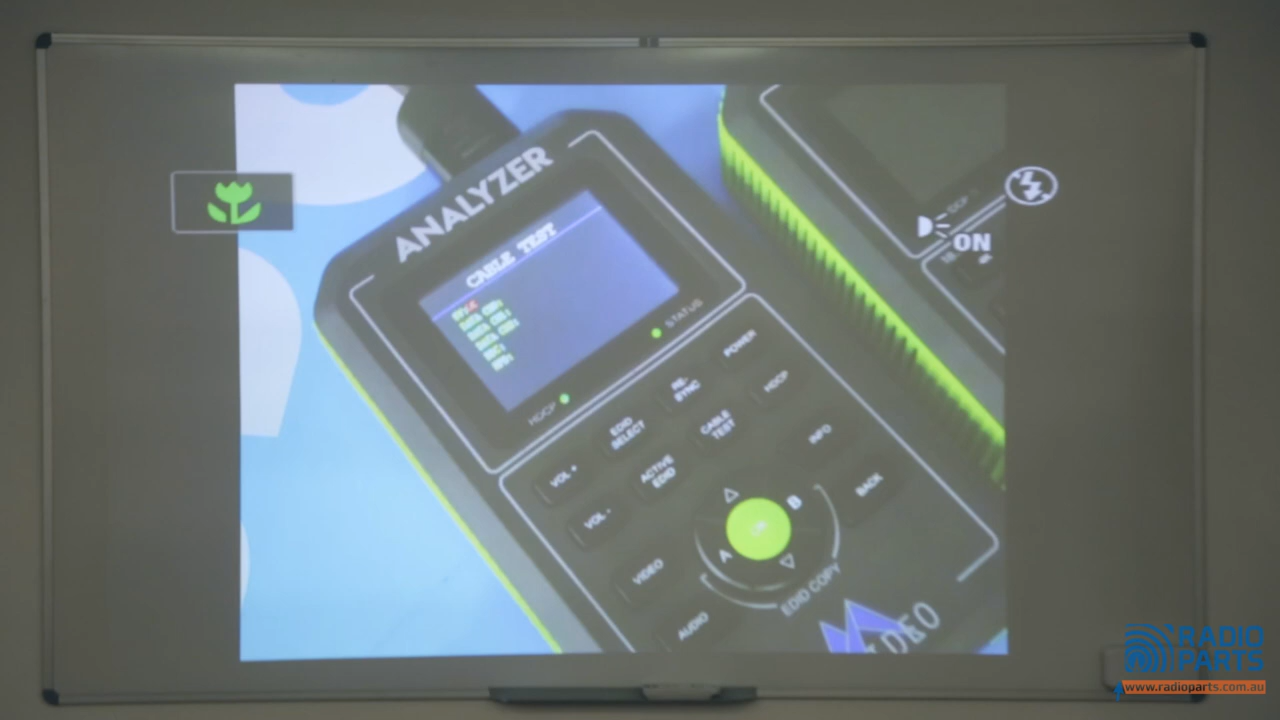 ANALYZER
CABLE TEST
HDCP
STATUS
ON
POWER
RE-
SYNC
HDCP
EDID
SELECT
CABLE
TEST
INFO
VOL +
ACTIVE
EDID
BACK
VOL -
B
A
VIDEO
EDID COPY
AUDIO
IDEO
RADIO
PARTS
www.radioparts.com.au